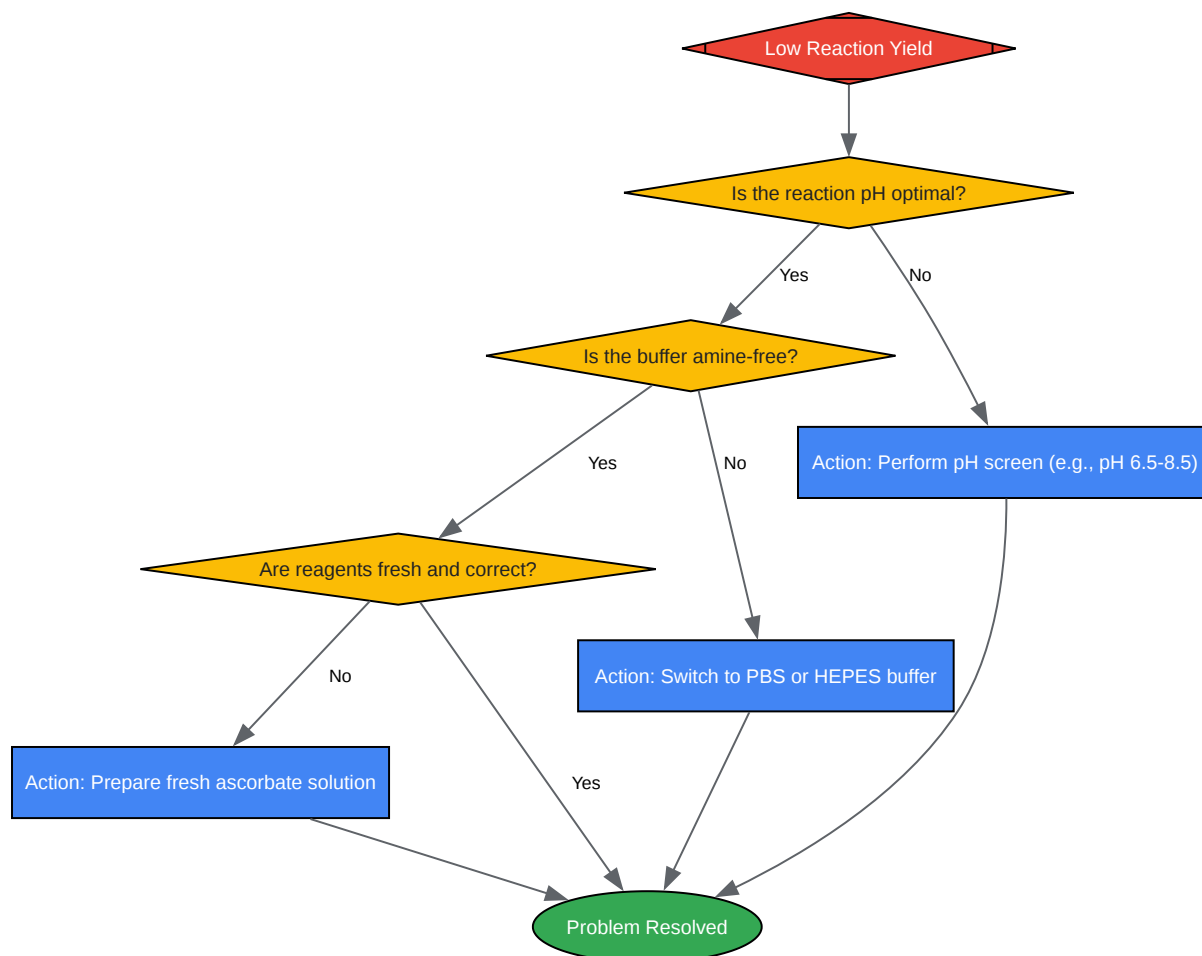 Low Reaction Yield
Is the reaction pH optimal?
Yes
No
Is the buffer amine-free?
Action: Perform pH screen (e.g., pH 6.5-8.5)
Yes
No
Are reagents fresh and correct?
No
Action: Switch to PBS or HEPES buffer
Action: Prepare fresh ascorbate solution
Yes
Problem Resolved